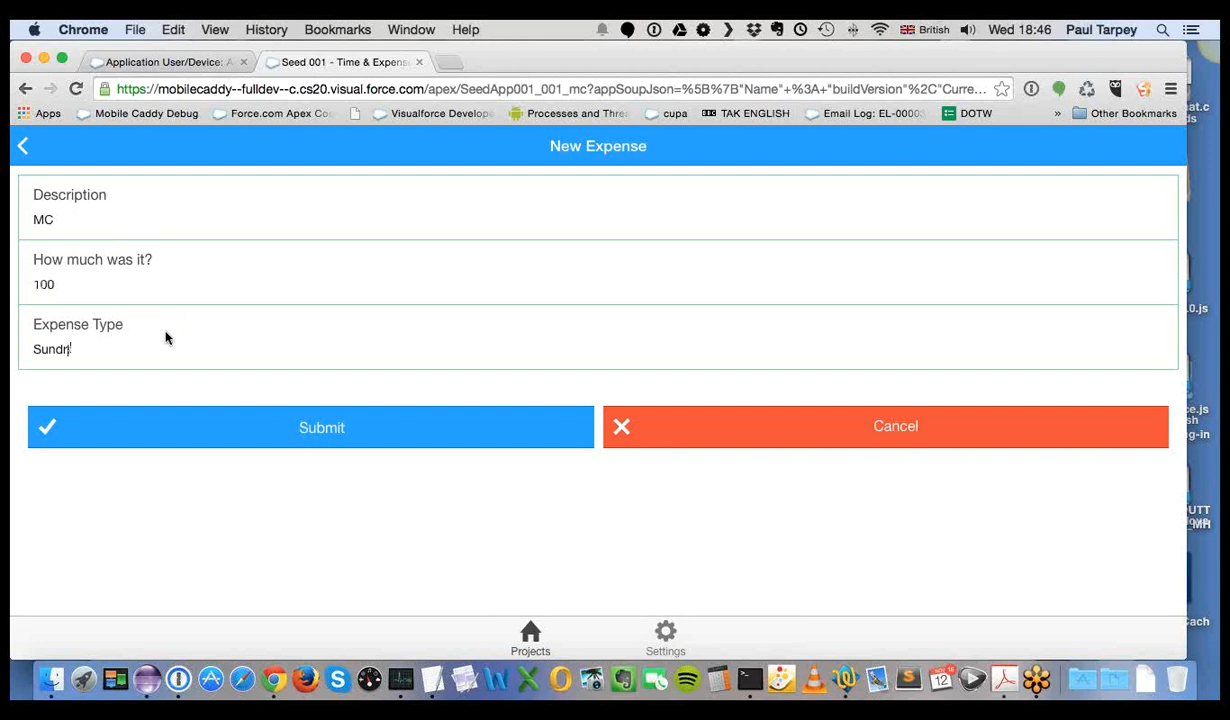 Chrome File Edit View History Bookmarks Window Help British Wed 18:46 Paul Tarpey
Application User/Device: A Seed 001 - Time & Expens
https://mobilecaddy--fulldev--c.cs20.visual.force.com/apex/SeedApp001_001_mc?appSoupJson=%5B%7B"Name"+%3A+"buildVersion"%2C"Curre...
Apps Mobile Caddy Debug Force.com Apex Co Visualforce Develop Processes and Thre cupa TAK ENGLISH Email Log: EL-0000 DOTW » Other Bookmarks
New Expense
Description
MC
How much was it?
100
Expense Type
Sundr
Submit
Cancel
Projects
Settings